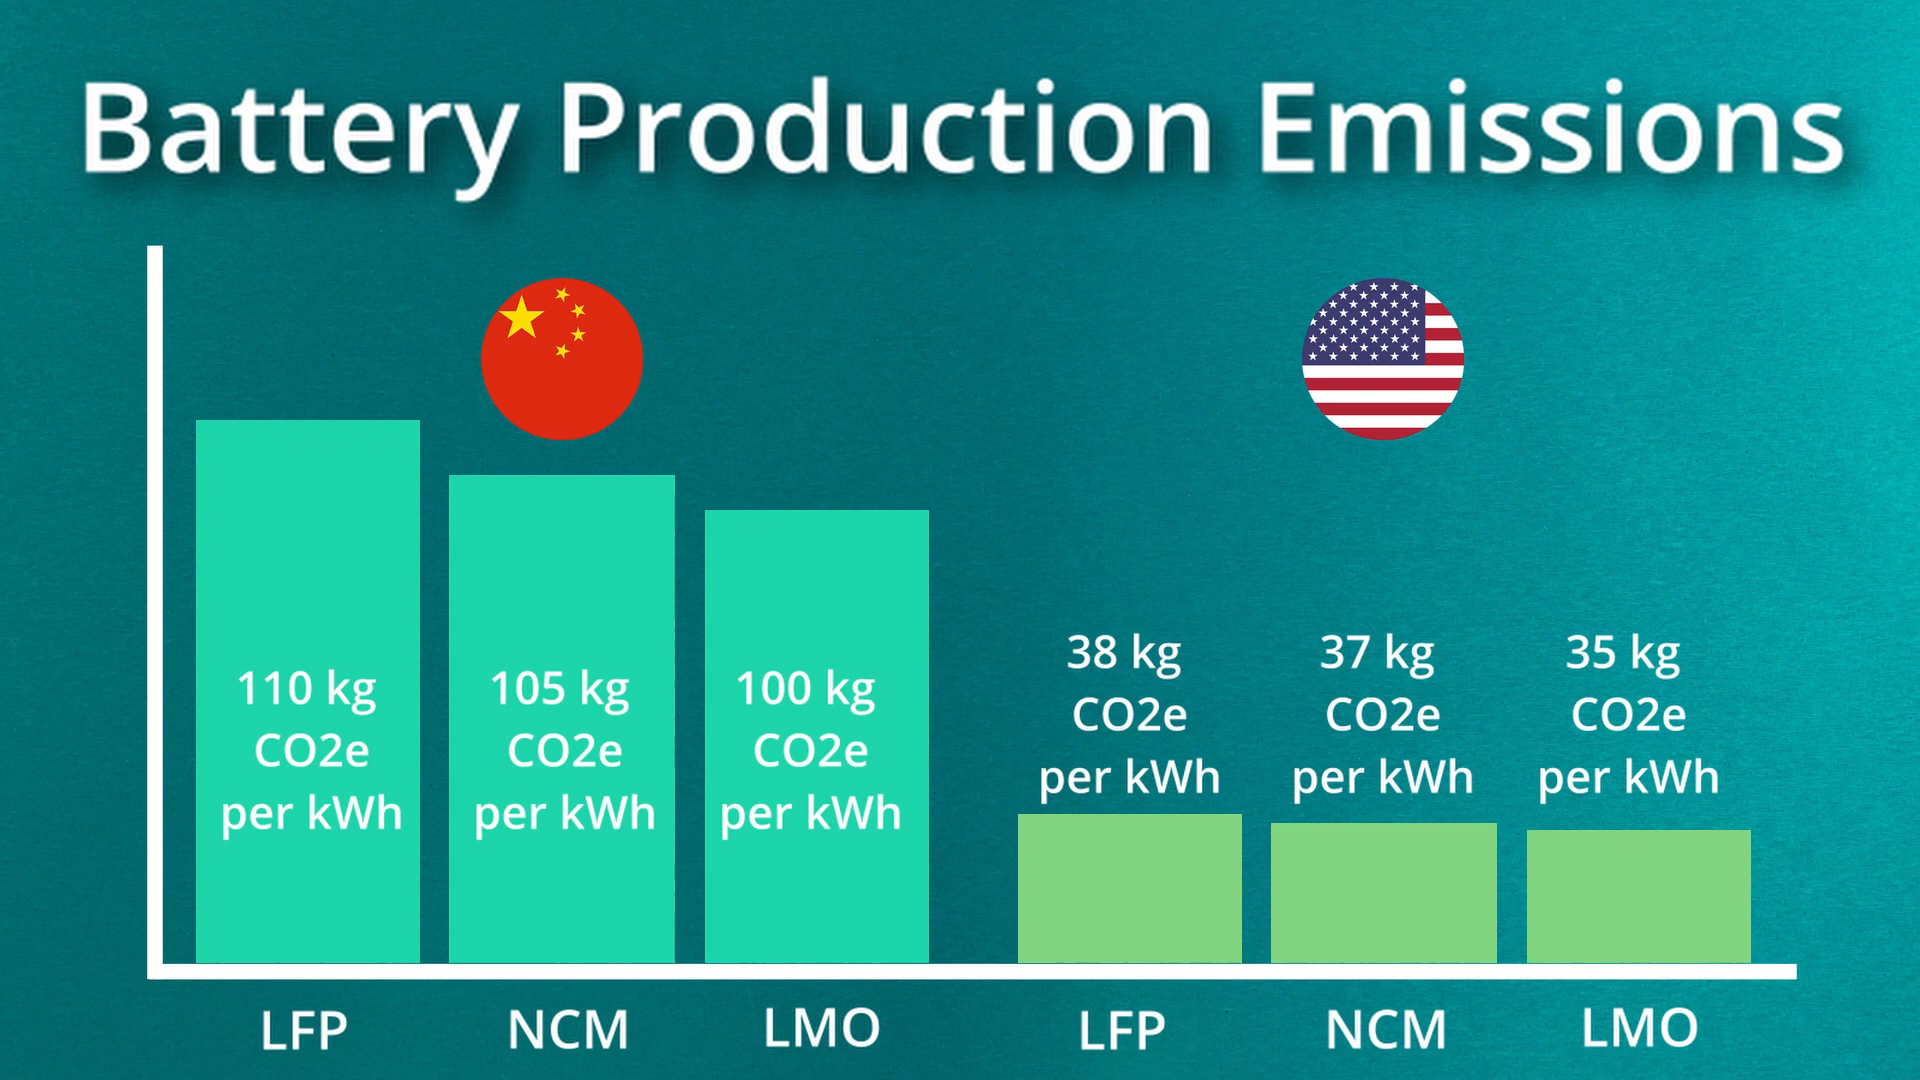 Battery Production Emissions
110 kg
CO2e
per kWh
105 kg
CO2e
per kWh
100 kg
CO2e
per kWh
38 kg
CO2e
per kWh
37 kg
CO2e
per kWh
35 kg
CO2e
per kWh
LFP
NCM
LMO
LFP
NCM
LMO